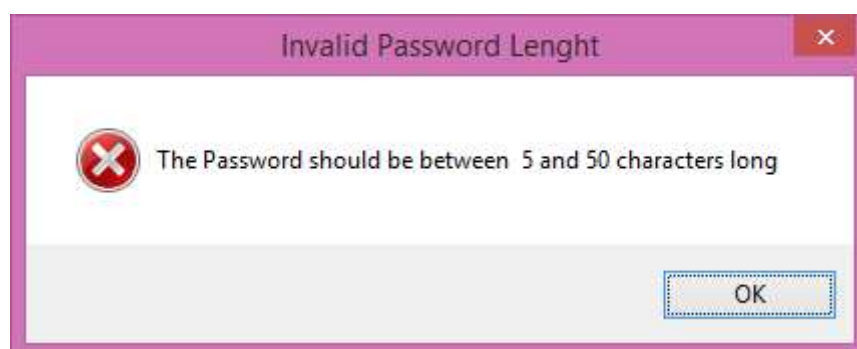 Invalid Password Lenght
The Password should be between  5 and 50 characters long
OK